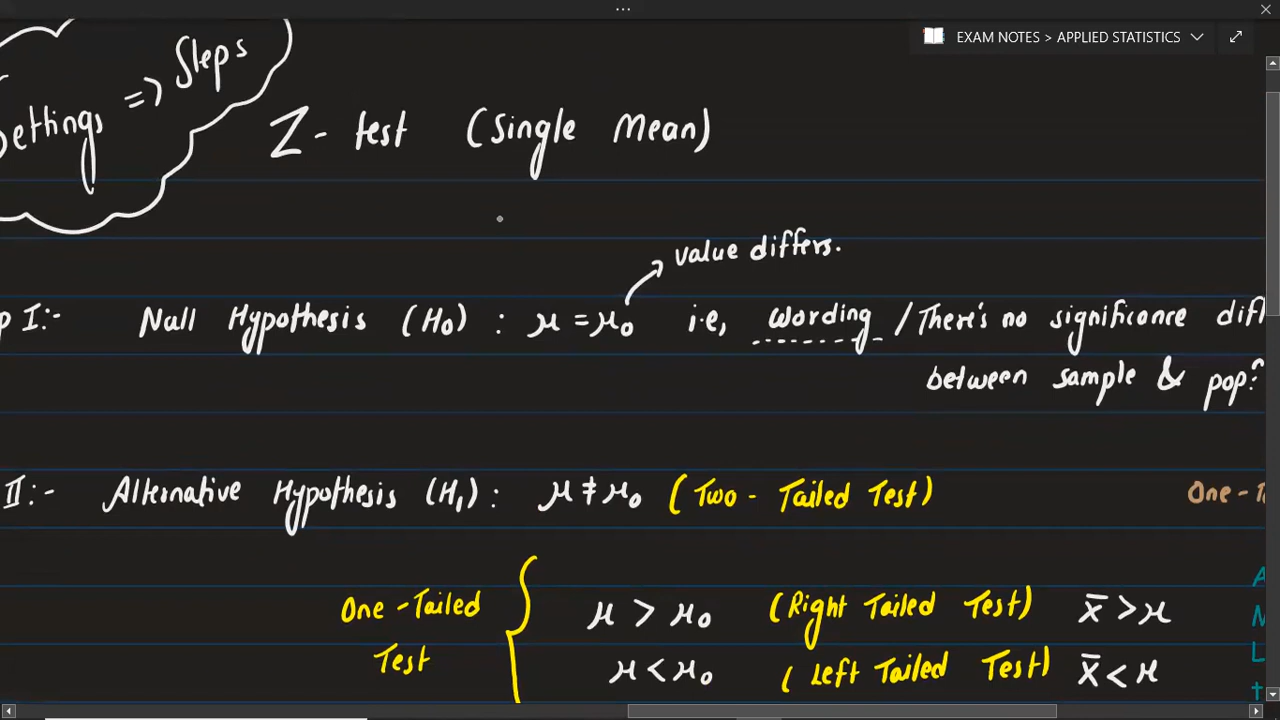 EXAM NOTES > APPLIED STATISTICS
ettings => Steps
Z - test (Single Mean)
value differs.
p I:- Null Hypothesis (H₀) : μ = μ₀ i.e, Wording / There's no significance diff
between sample & popⁿ
II:- Alternative Hypothesis (H₁) : μ ≠ μ₀ (Two - Tailed Test)
One - T
One - Tailed Test
μ > μ₀ (Right Tailed Test) x̄ > μ
μ < μ₀ (Left Tailed Test) x̄ < μ